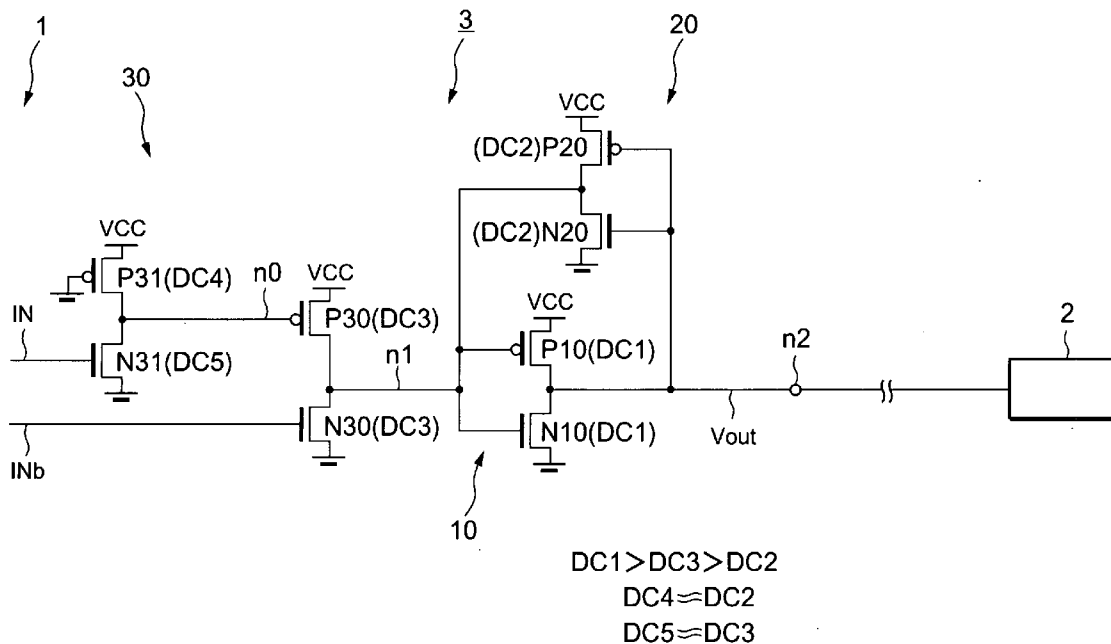 1
3
20
30
VCC
(DC2)P20
(DC2)N20
VCC
P31(DC4)
n0
VCC
P30(DC3)
VCC
P10(DC1)
n2
2
IN
N31(DC5)
n1
N30(DC3)
N10(DC1)
Vout
INb
10
DC1>DC3>DC2
DC4≒DC2
DC5≒DC3